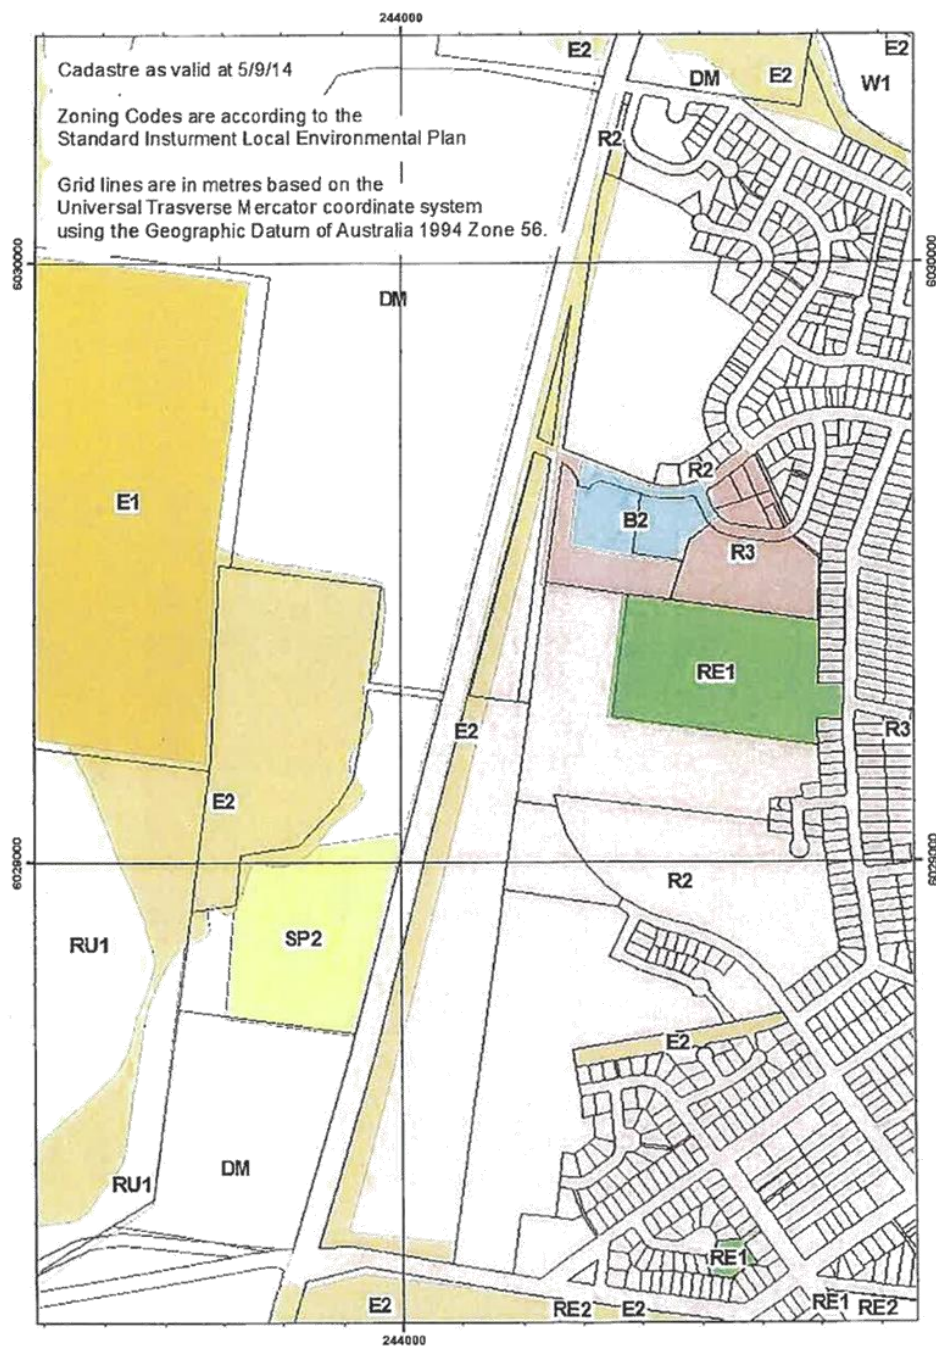 244000
E2
E2
Cadastre as valid at 5/9/14
DM
E2
W1
Zoning Codes are according to the
Standard Insturment Local Environmental Plan
R2
Grid lines are in metres based on the
Universal Trasverse Mercator coordinate system
using the Geographic Datum of Australia 1994 Zone 56.
6030000
6030000
DM
R2
E1
B2
R3
RE1
E2
R3
E2
6029000
6029000
R2
SP2
RU1
E2
DM
RU1
RE1
E2
RE2
E2
RE1
RE2
244000